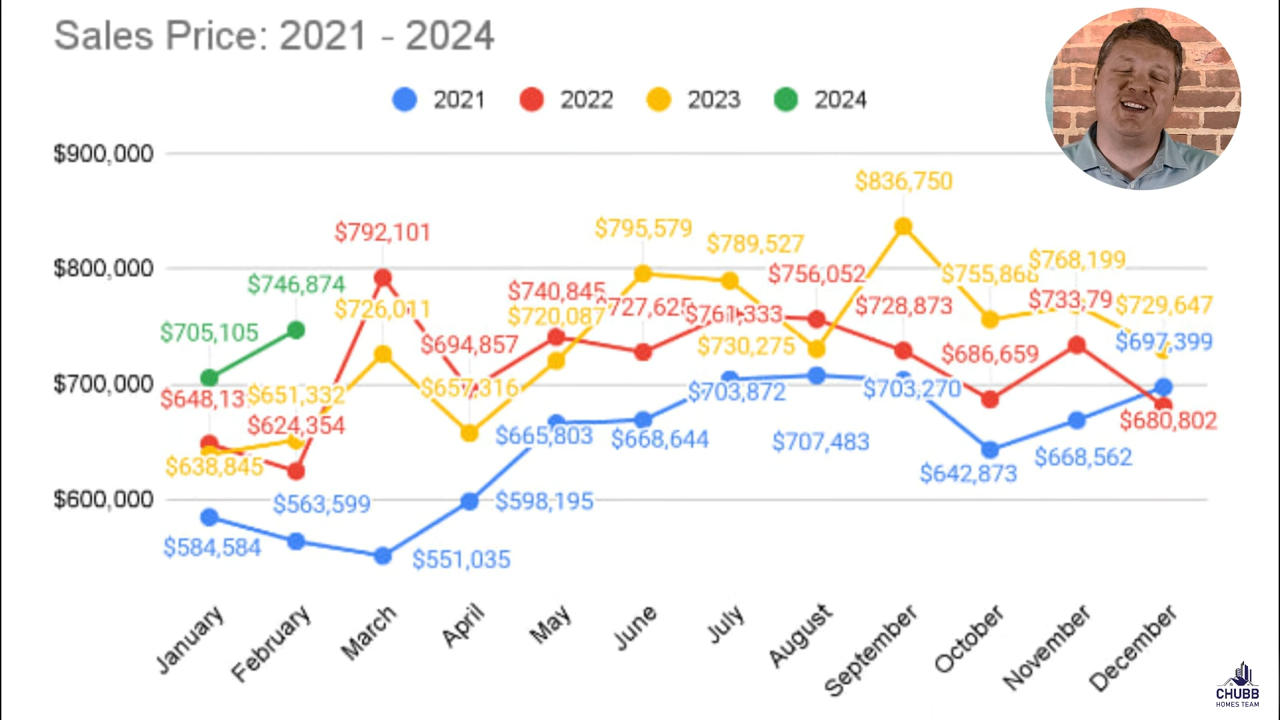 Sales Price: 2021 - 2024
2021 2022 2023 2024
$900,000
$836,750
$792,101 $795,579 $789,527
$800,000 $768,199
$746,874 $756,052
$740,845 $733,79 $729,647
$726,011 $720,087 $761,333 $728,873
$705,105 $694,857 $730,275 $686,659 $697,399
$700,000
$651,332 $703,872 $703,270
$624,354 $680,802
$638,845 $665,803 $668,644 $707,483 $668,562
$642,873
$600,000 $563,599 $598,195
$584,584 $551,035
January February March April May June July August September October November December
CHUBB
HOMES TEAM